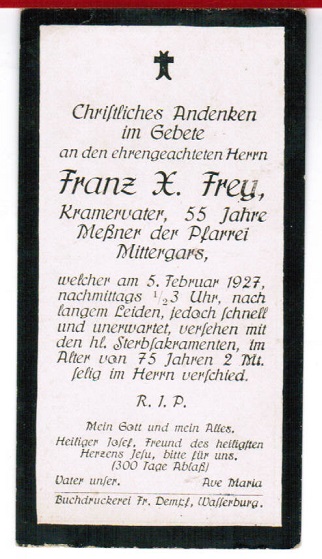 Christliches Andenken
im Gebete
an den ehrengeachteten Herrn
Franz X. Frey,
Kramervater, 55 Jahre
Meßner der Pfarrei
Mittergars,
welcher am 5. Februar 1927,
nachmittags ½3 Uhr, nach
langem Leiden, jedoch schnell
und unerwartet, versehen mit
den hl. Sterbsakramenten, im
Alter von 75 Jahren 2 Mt.
selig im Herrn verschied.
R. I. P.
Mein Gott und mein Alles.
Heiliger Josef, Freund des heiligsten
Herzens Jesu, bitte für uns.
(300 Tage Ablaß)
Vater unser. Ave Maria
Buchdruckerei Fr. Dempf, Wasserburg.